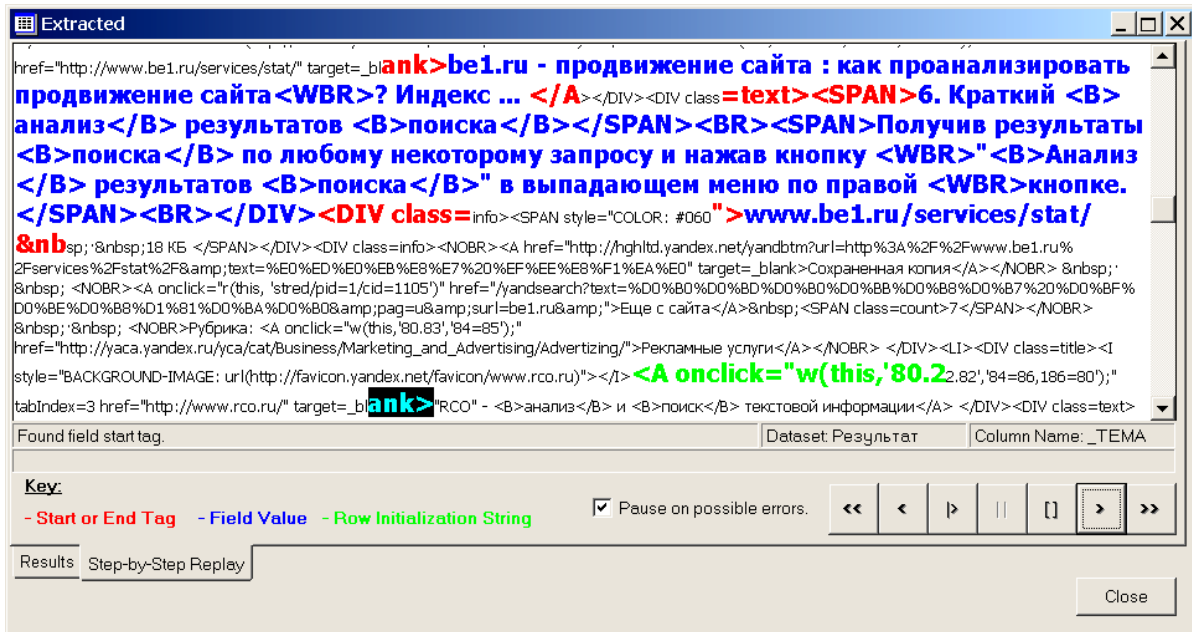 Extracted
href="http://www.be1.ru/services/stat/" target=_blank>be1.ru - продвижение сайта : как проанализировать
продвижение сайта<WBR>? Индекс ... </A></DIV><DIV class=text><SPAN>6. Краткий <B>
анализ</B> результатов <B>поиска</B></SPAN><BR><SPAN>Получив результаты
<B>поиска</B> по любому некоторому запросу и нажав кнопку <WBR>"<B>Анализ
</B> результатов <B>поиска</B>" в выпадающем меню по правой <WBR>кнопке.
</SPAN><BR></DIV><DIV class=info><SPAN style="COLOR: #060">www.be1.ru/services/stat/
&nbsp;·&nbsp;18 КБ </SPAN></DIV><DIV class=info><NOBR><A href="http://hghltd.yandex.net/yandbtm?url=http%3A%2F%2Fwww.be1.ru%
2Fservices%2Fstat%2F&amp;text=%E0%ED%E0%EB%E8%E7%20%EF%EE%E8%F1%EA%E0" target=_blank>Сохраненная копия</A></NOBR> &nbsp;·
&nbsp; <NOBR><A onclick="r(this, 'stred/pid=1/cid=1105')" href="/yandsearch?text=%D0%B0%D0%BD%D0%B0%D0%BB%D0%B8%D0%B7%20%D0%BF%
D0%BE%D0%B8%D1%81%D0%BA%D0%B0&amp;pag=u&amp;surl=be1.ru&amp;">Еще с сайта</A>&nbsp;<SPAN class=count>7</SPAN></NOBR>
&nbsp;·&nbsp; <NOBR>Рубрика: <A onclick="w(this,'80.83','84=85');"
href="http://yaca.yandex.ru/yca/cat/Business/Marketing_and_Advertising/Advertizing/">Рекламные услуги</A></NOBR> </DIV><LI><DIV class=title><I
style="BACKGROUND-IMAGE: url(http://favicon.yandex.net/favicon/www.rco.ru)"></I><A onclick="w(this,'80.22.82','84=86,186=80');"
tabIndex=3 href="http://www.rco.ru/" target=_blank>"RCO" - <B>анализ</B> и <B>поиск</B> текстовой информации</A> </DIV><DIV class=text>
Found field start tag. Dataset: Результат Column Name: _TEMA
Key:
- Start or End Tag - Field Value - Row Initialization String
Pause on possible errors. << < |> || [] > >>
Results Step-by-Step Replay
Close